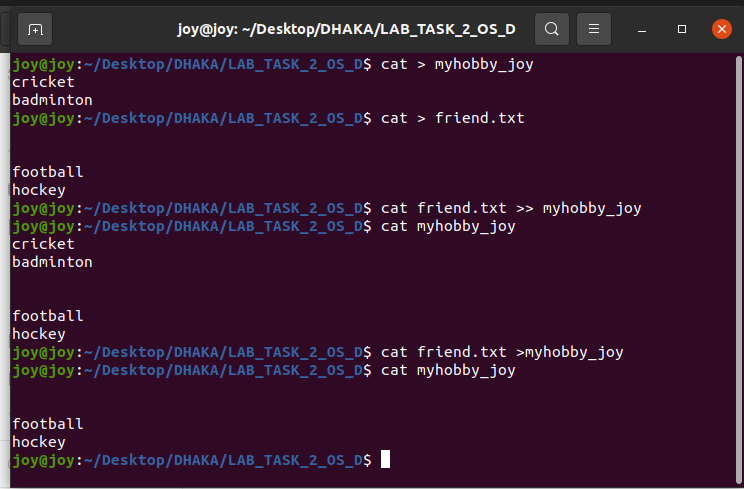 joy@joy: ~/Desktop/DHAKA/LAB_TASK_2_OS_D
joy@joy:~/Desktop/DHAKA/LAB_TASK_2_OS_D$ cat > myhobby_joy
cricket
badminton
joy@joy:~/Desktop/DHAKA/LAB_TASK_2_OS_D$ cat > friend.txt
football
hockey
joy@joy:~/Desktop/DHAKA/LAB_TASK_2_OS_D$ cat friend.txt >> myhobby_joy
joy@joy:~/Desktop/DHAKA/LAB_TASK_2_OS_D$ cat myhobby_joy
cricket
badminton
football
hockey
joy@joy:~/Desktop/DHAKA/LAB_TASK_2_OS_D$ cat friend.txt >myhobby_joy
joy@joy:~/Desktop/DHAKA/LAB_TASK_2_OS_D$ cat myhobby_joy
football
hockey
joy@joy:~/Desktop/DHAKA/LAB_TASK_2_OS_D$